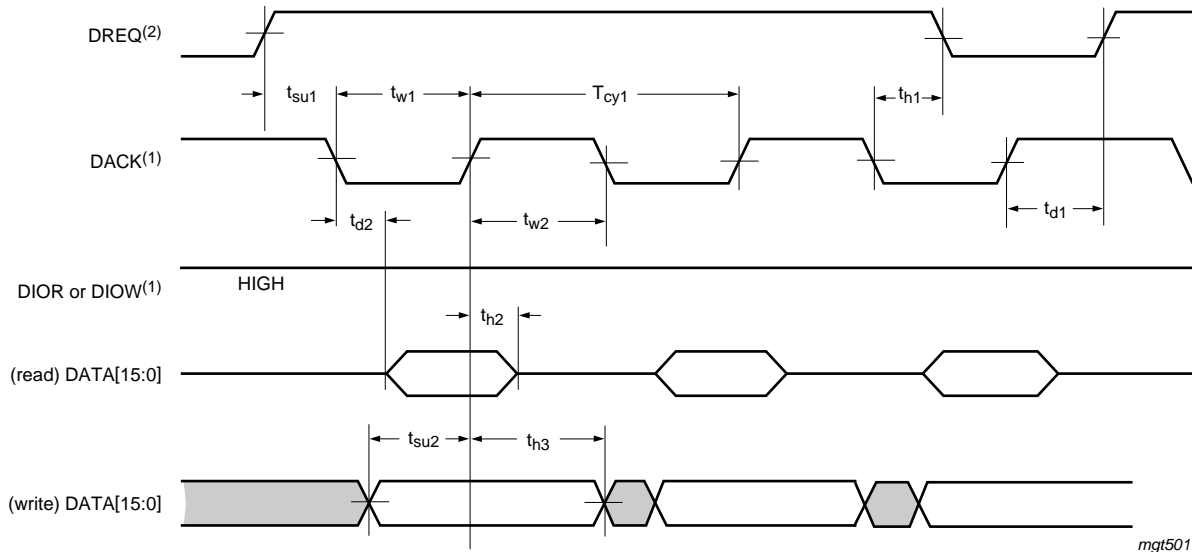 DREQ(2)
tsu1
tw1
Tcy1
th1
DACK(1)
td2
tw2
td1
DIOR or DIOW(1)
HIGH
th2
(read) DATA[15:0]
tsu2
th3
(write) DATA[15:0]
mgt501